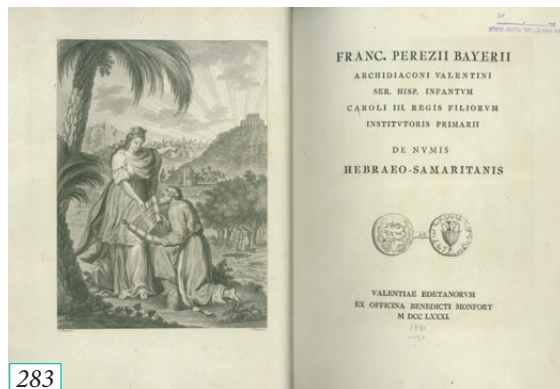 FRANC. PEREZII BAYERII
ARCHIDIACONI VALENTINI
SER. HISP. INFANTVM
CAROLI III. REGIS FILIORVM
INSTITVTORIS PRIMARII
DE NVMIS
HEBRAEO-SAMARITANIS
VALENTIAE EDETANORVM
EX OFFICINA BENEDICTI MONFORT
M DCC LXXXI.
1781
283